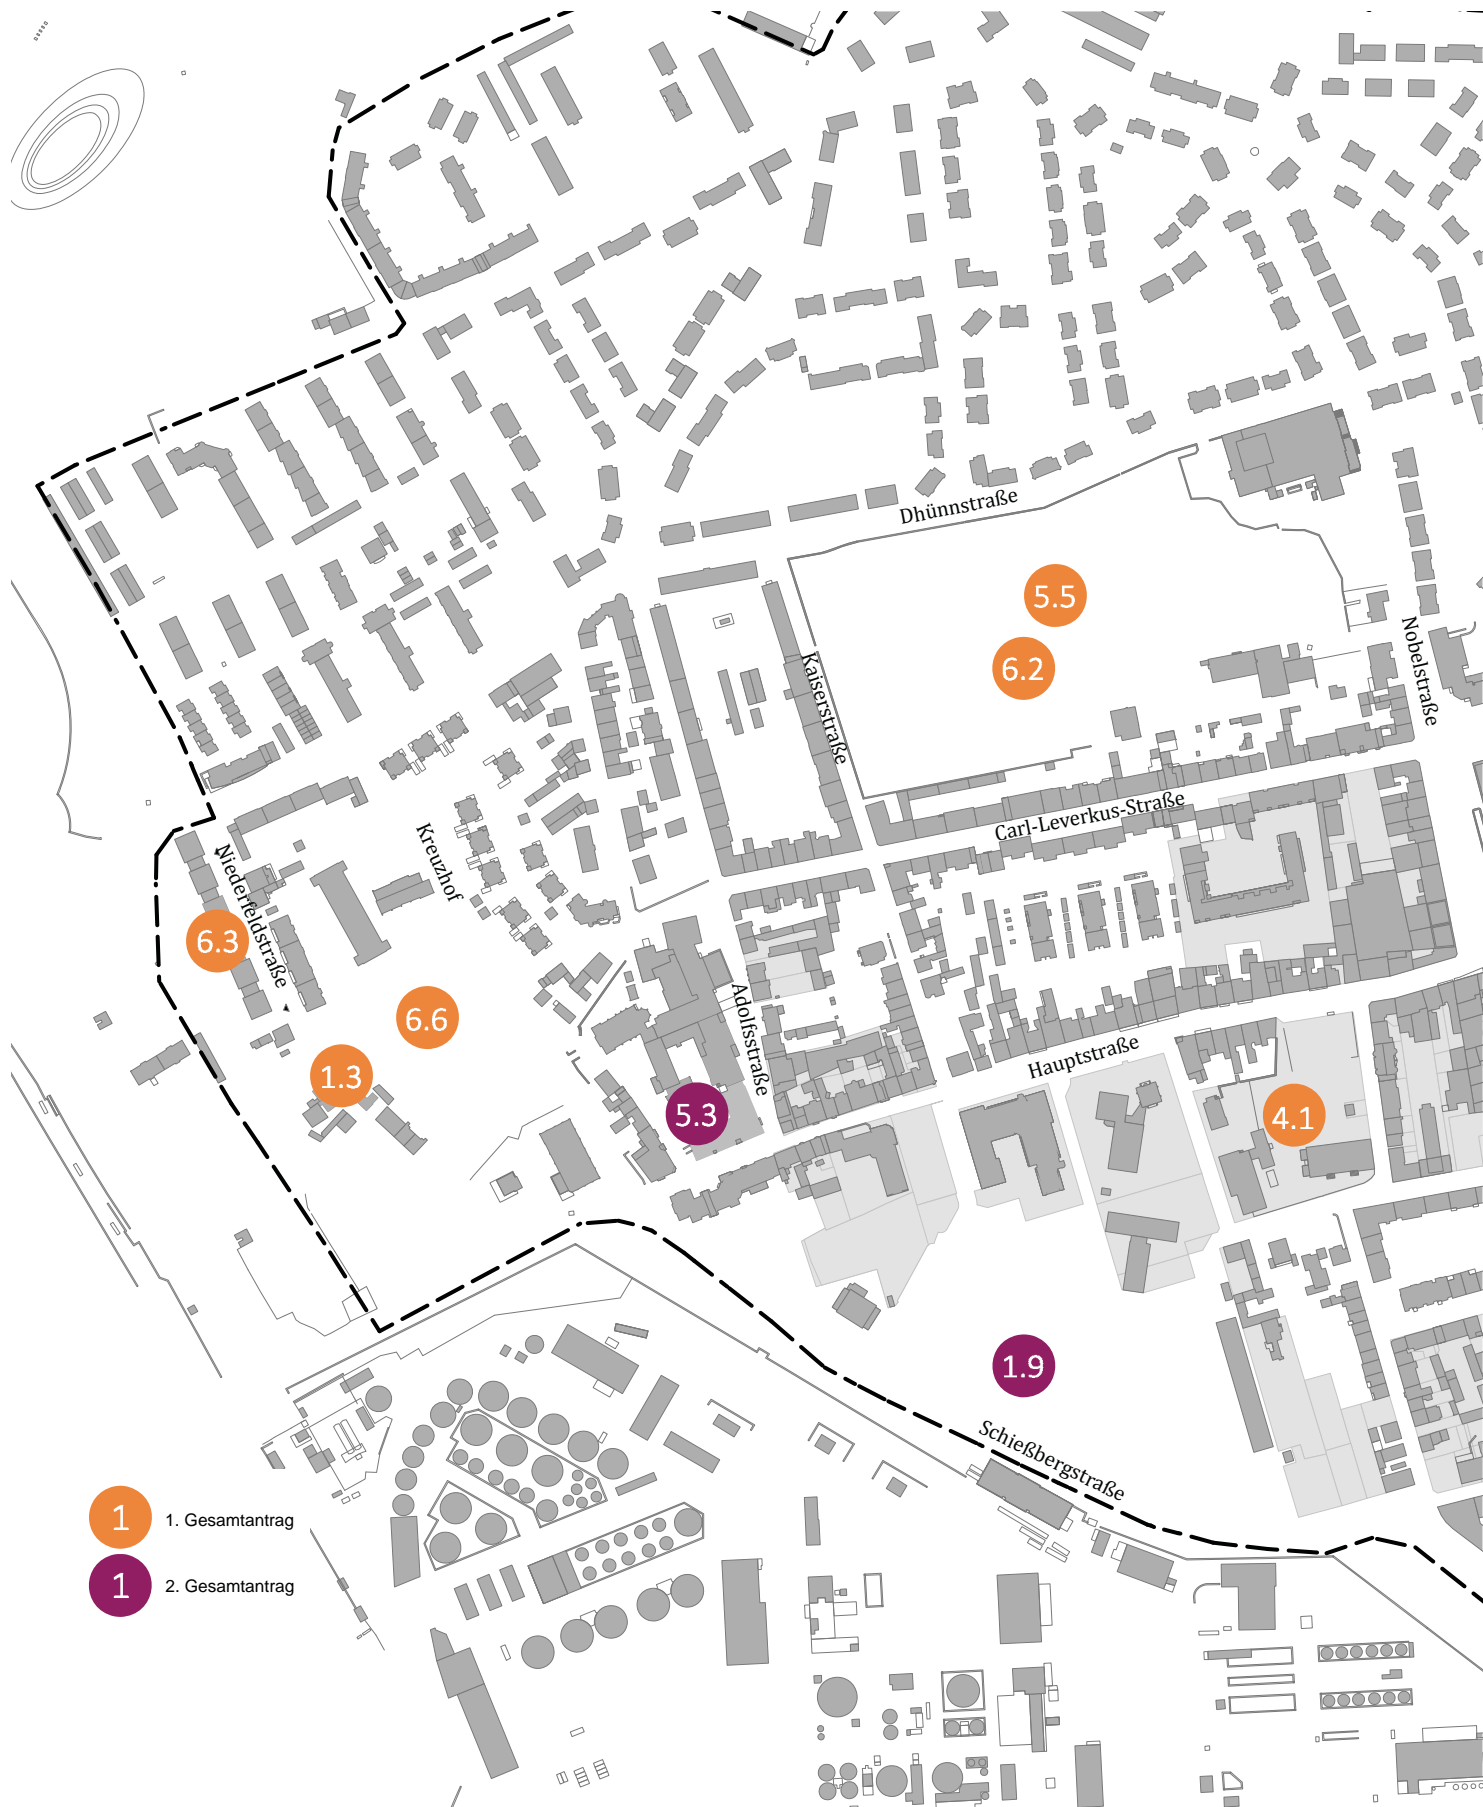 Dhünnstraße
5.5
6.2
Kaiserstraße
Nobelstraße
Carl-Leverkus-Straße
Kreuzhof
Niederfeldstraße
6.3
6.6
Adolfsstraße
1.3
Hauptstraße
5.3
4.1
1.9
Schießbergstraße
1 1. Gesamtantrag
1 2. Gesamtantrag